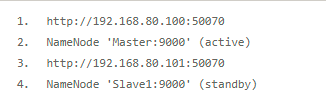 1. http://192.168.80.100:50070
2. NameNode 'Master:9000' (active)
3. http://192.168.80.101:50070
4. NameNode 'Slave1:9000' (standby)